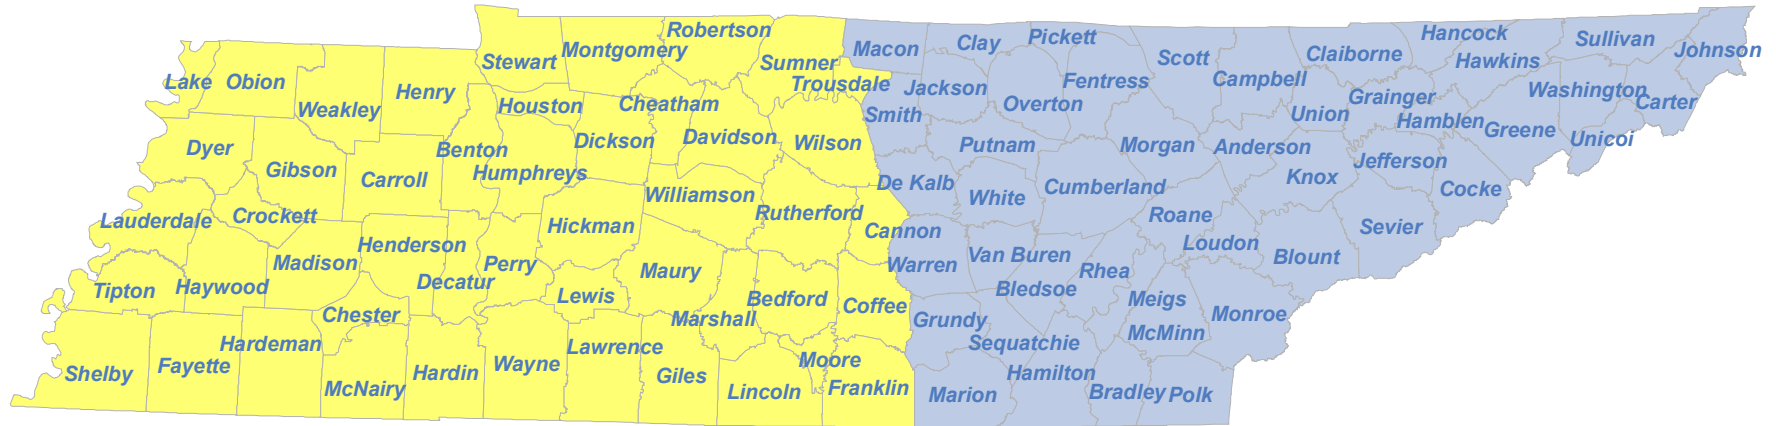 Lake
Obion
Weakley
Henry
Stewart
Montgomery
Robertson
Sumner
Trousdale
Macon
Clay
Pickett
Scott
Campbell
Claiborne
Hancock
Hawkins
Sullivan
Johnson
Houston
Cheatham
Smith
Jackson
Overton
Fentress
Union
Grainger
Hamblen
Washington
Carter
Unicoi
Greene
Dyer
Gibson
Carroll
Benton
Humphreys
Dickson
Davidson
Wilson
Putnam
Morgan
Anderson
Knox
Jefferson
Cocke
Lauderdale
Crockett
Henderson
Hickman
Williamson
Rutherford
Cannon
De Kalb
White
Cumberland
Roane
Loudon
Blount
Sevier
Tipton
Haywood
Madison
Decatur
Perry
Lewis
Maury
Bedford
Coffee
Warren
Van Buren
Bledsoe
Rhea
Meigs
McMinn
Monroe
Shelby
Fayette
Hardeman
Chester
McNairy
Hardin
Wayne
Lawrence
Giles
Marshall
Lincoln
Moore
Franklin
Grundy
Sequatchie
Marion
Hamilton
Bradley
Polk